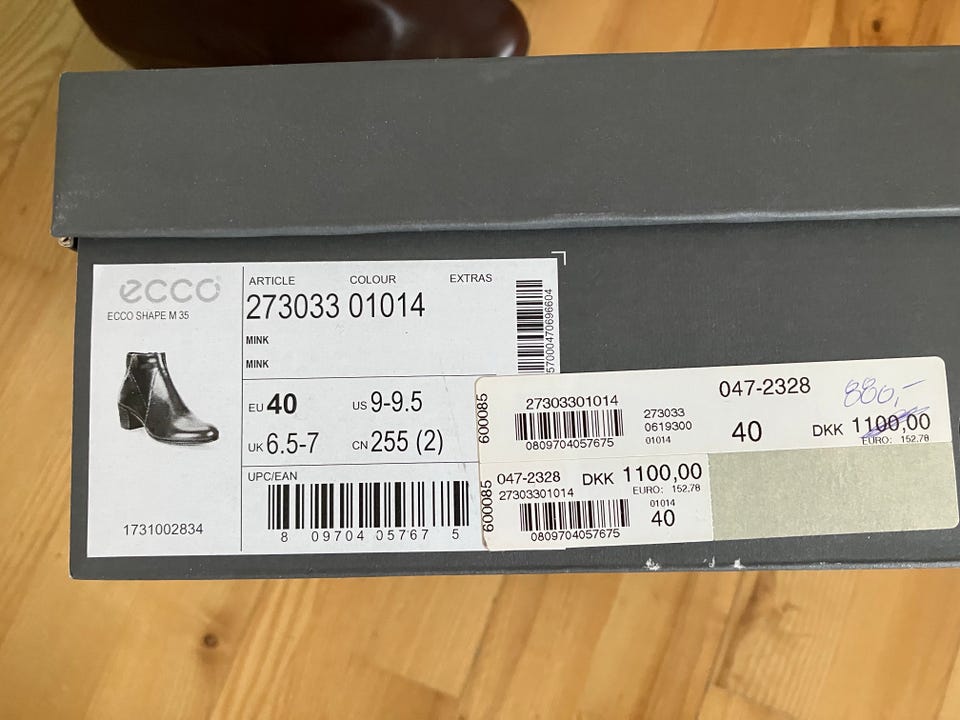 ecco
ECCO SHAPE M 35
1731002834
ARTICLE COLOUR EXTRAS
273033 01014
MINK
MINK
EU 40 US 9-9.5
UK 6.5-7 CN 255 (2)
UPC/EAN
8 09704 05767 5
57000470696604
600085
27303301014
0809704057675
273033
0619300
01014
047-2328
40
880,-
DKK 1100,00
EURO: 152.78
600085
047-2328 DKK 1100,00
27303301014
EURO: 152.78
01014
40
0809704057675